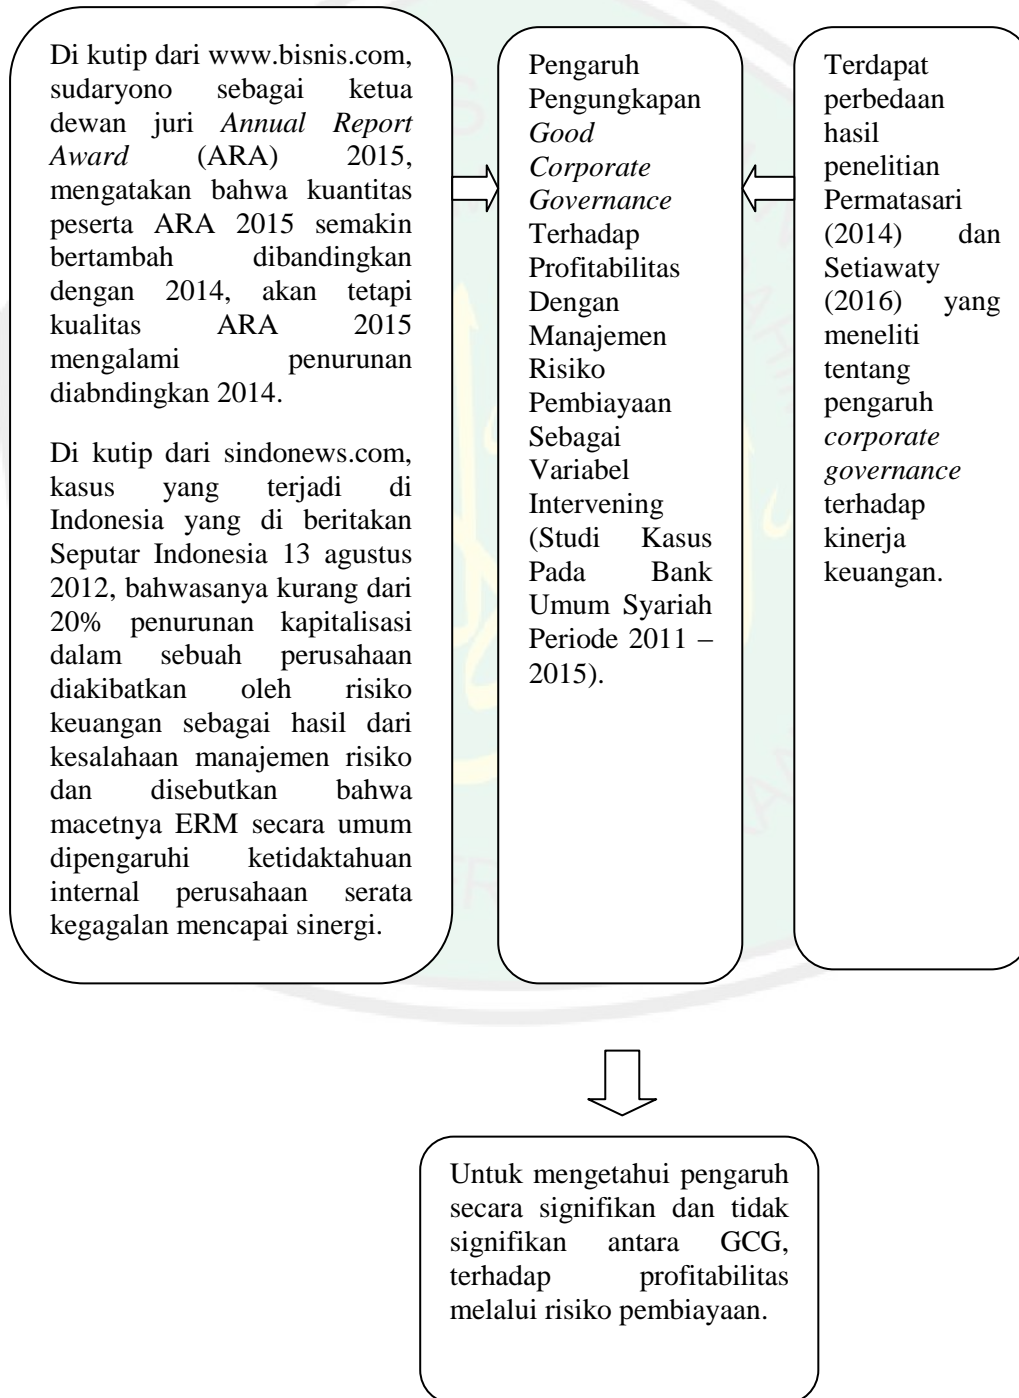 Di kutip dari www.bisnis.com,
sudaryono sebagai ketua
dewan juri Annual Report
Award (ARA) 2015,
mengatakan bahwa kuantitas
peserta ARA 2015 semakin
bertambah dibandingkan
dengan 2014, akan tetapi
kualitas ARA 2015
mengalami penurunan
diabndingkan 2014.
Di kutip dari sindonews.com,
kasus yang terjadi di
Indonesia yang di beritakan
Seputar Indonesia 13 agustus
2012, bahwasanya kurang dari
20% penurunan kapitalisasi
dalam sebuah perusahaan
diakibatkan oleh risiko
keuangan sebagai hasil dari
kesalahaan manajemen risiko
dan disebutkan bahwa
macetnya ERM secara umum
dipengaruhi ketidaktahuan
internal perusahaan serata
kegagalan mencapai sinergi.
Pengaruh
Pengungkapan
Good
Corporate
Governance
Terhadap
Profitabilitas
Dengan
Manajemen
Risiko
Pembiayaan
Sebagai
Variabel
Intervening
(Studi Kasus
Pada Bank
Umum Syariah
Periode 2011 –
2015).
Terdapat
perbedaan
hasil
penelitian
Permatasari
(2014) dan
Setiawaty
(2016) yang
meneliti
tentang
pengaruh
corporate
governance
terhadap
kinerja
keuangan.
Untuk mengetahui pengaruh
secara signifikan dan tidak
signifikan antara GCG,
terhadap profitabilitas
melalui risiko pembiayaan.